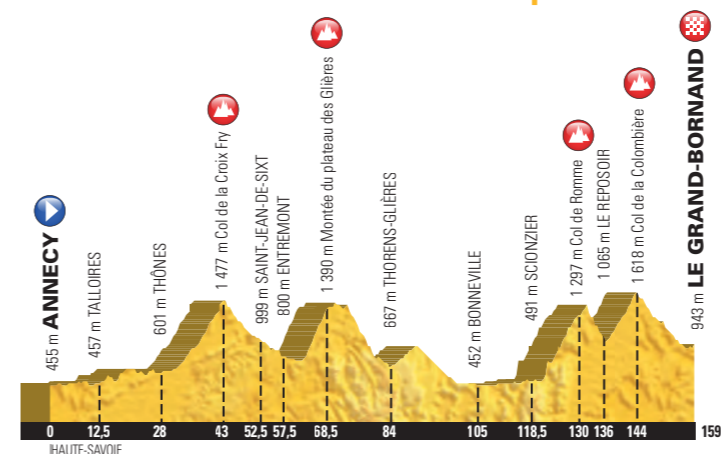 455 m ANNECY
457 m TALLOIRES
601 m THÔNES
1 477 m Col de la Croix Fry
999 m SAINT-JEAN-DE-SIXT
800 m ENTREMONT
1 390 m Montée du plateau des Glières
667 m THORENS-GLIÈRES
452 m BONNEVILLE
491 m SCIONZIER
1 297 m Col de Romme
1 065 m LE REPOSOIR
1 618 m Col de la Colombière
943 m LE GRAND-BORNAND
0 12,5 28 43 52,5 57,5 68,5 84 105 118,5 130 136 144 159
HAUTE-SAVOIE